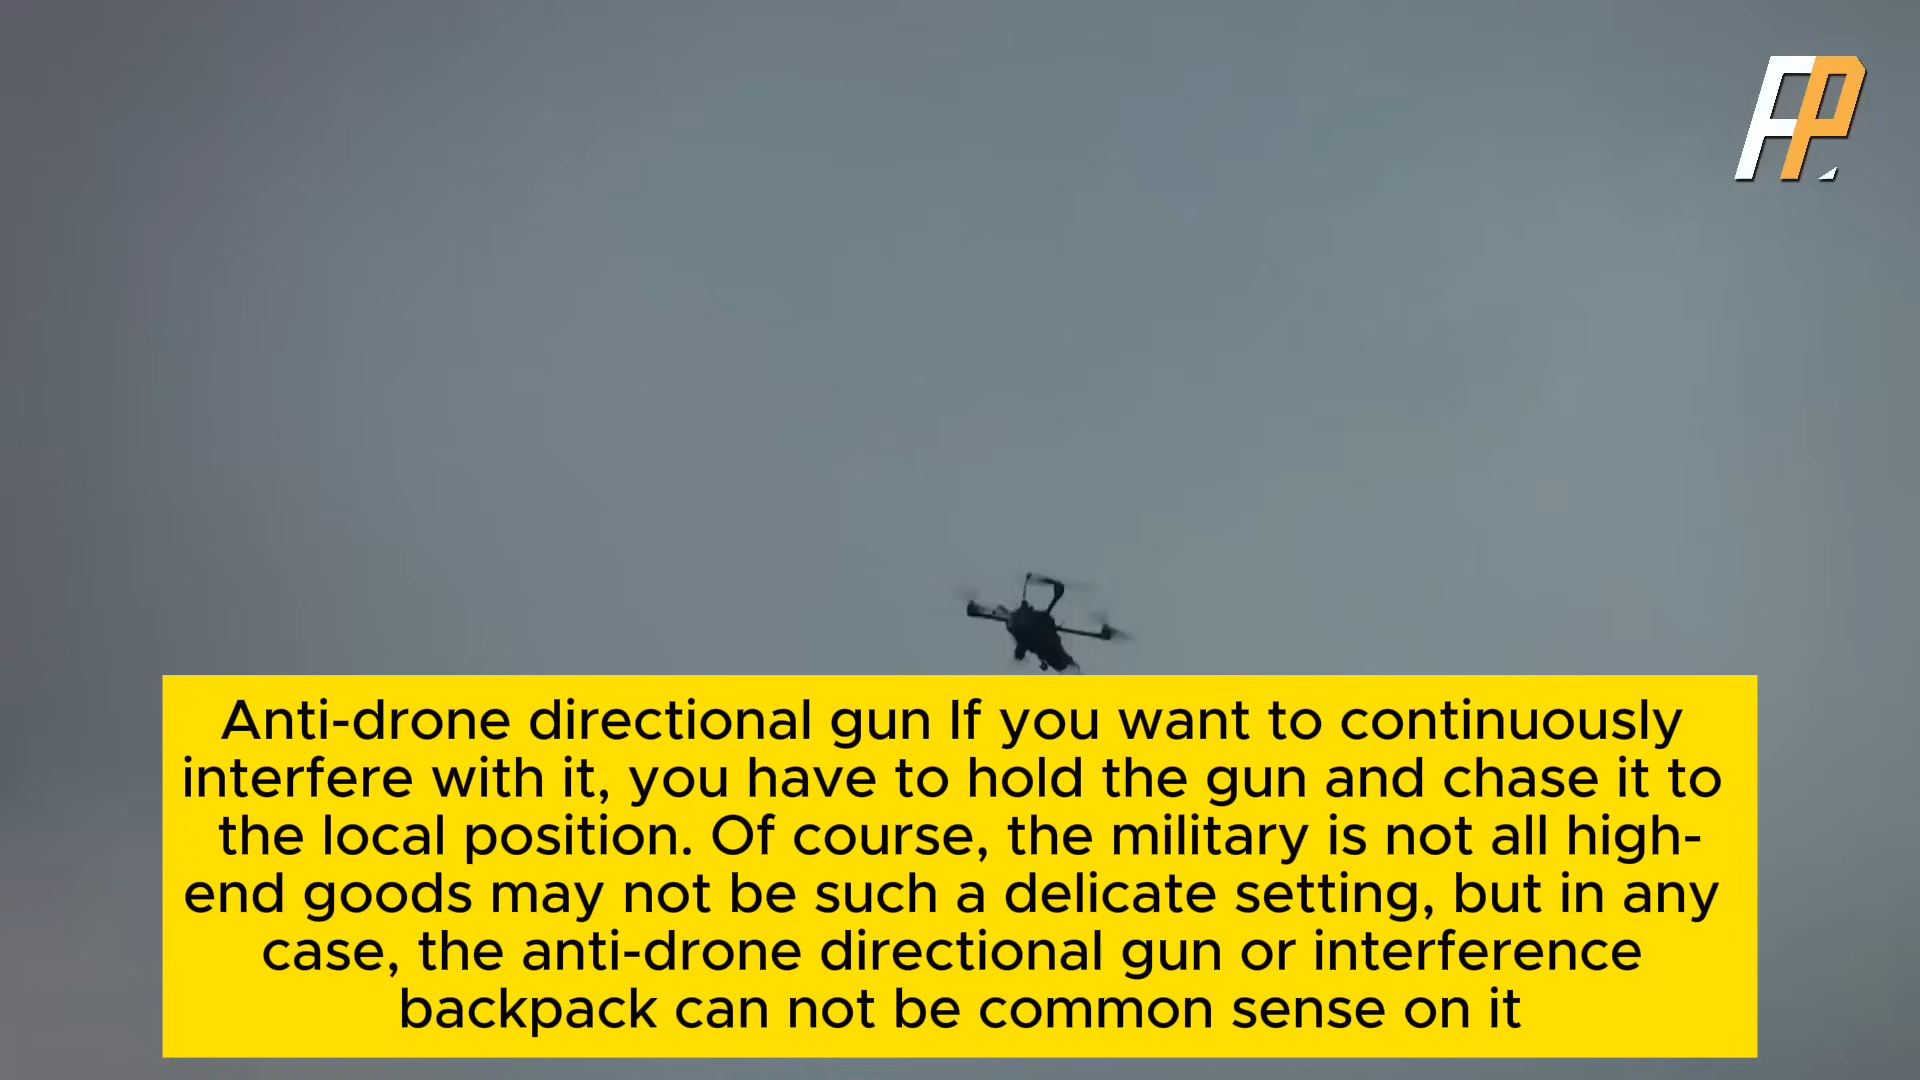 FP.
Anti-drone directional gun If you want to continuously
interfere with it, you have to hold the gun and chase it to
the local position. Of course, the military is not all high-
end goods may not be such a delicate setting, but in any
case, the anti-drone directional gun or interference
backpack can not be common sense on it